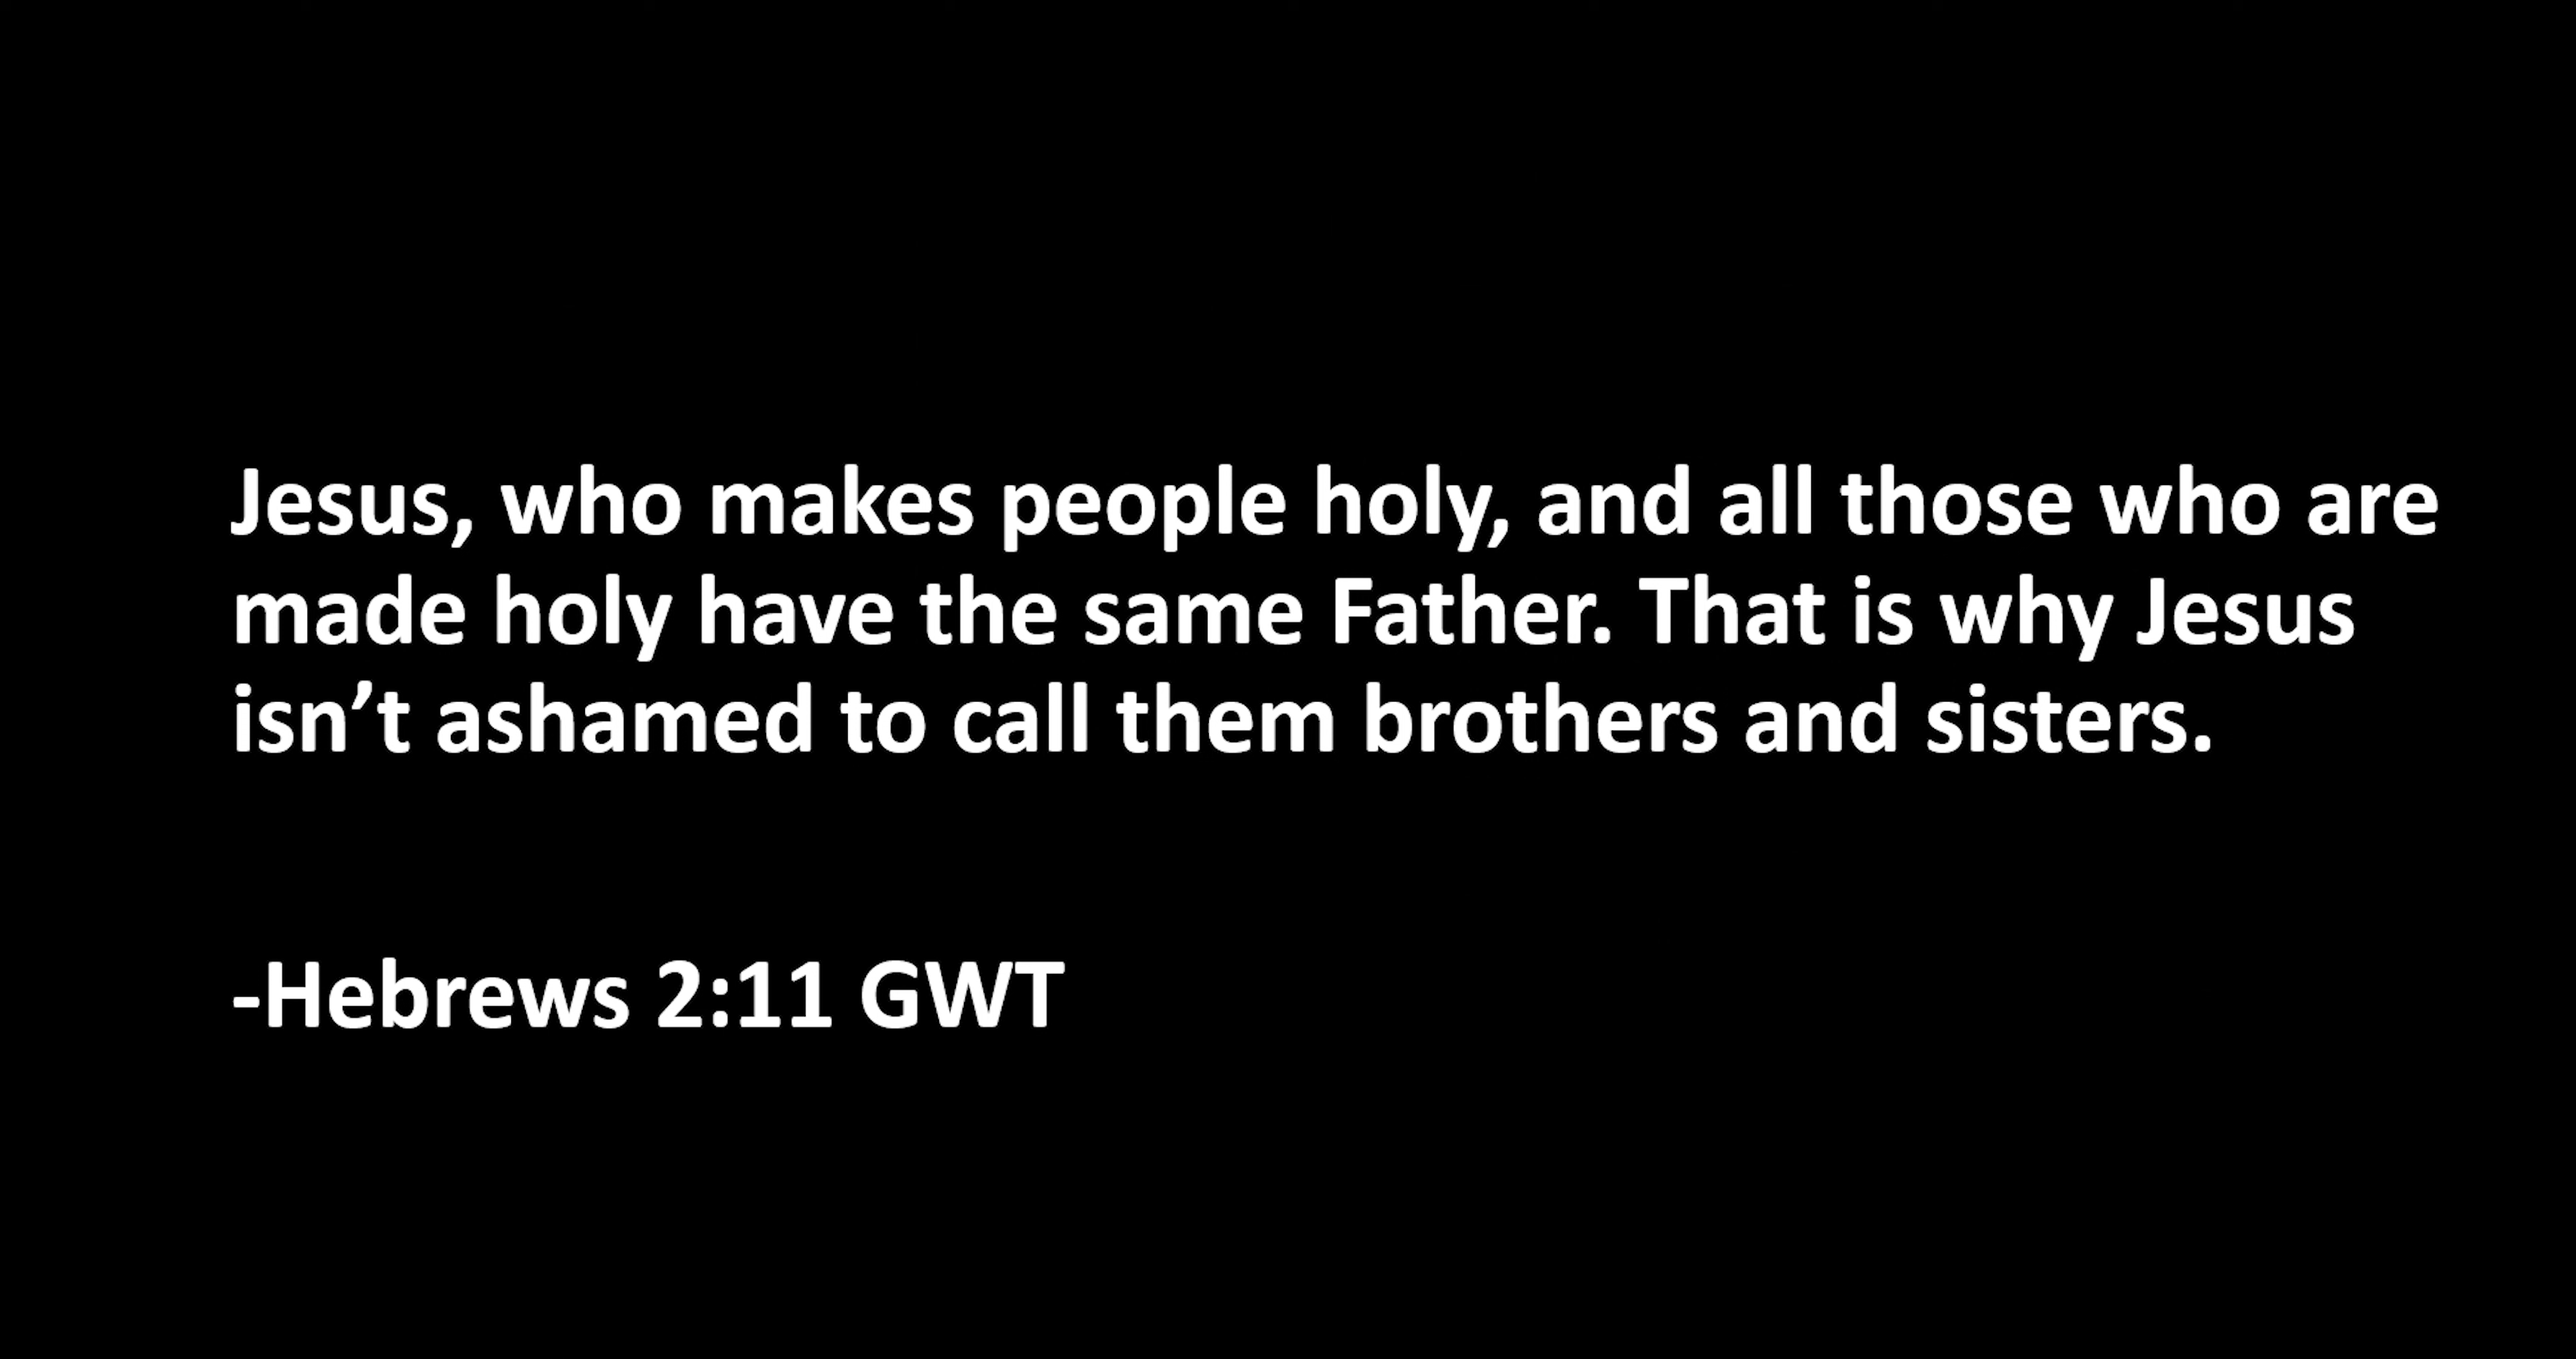 Jesus, who makes people holy, and all those who are
made holy have the same Father. That is why Jesus
isn’t ashamed to call them brothers and sisters.
-Hebrews 2:11 GWT